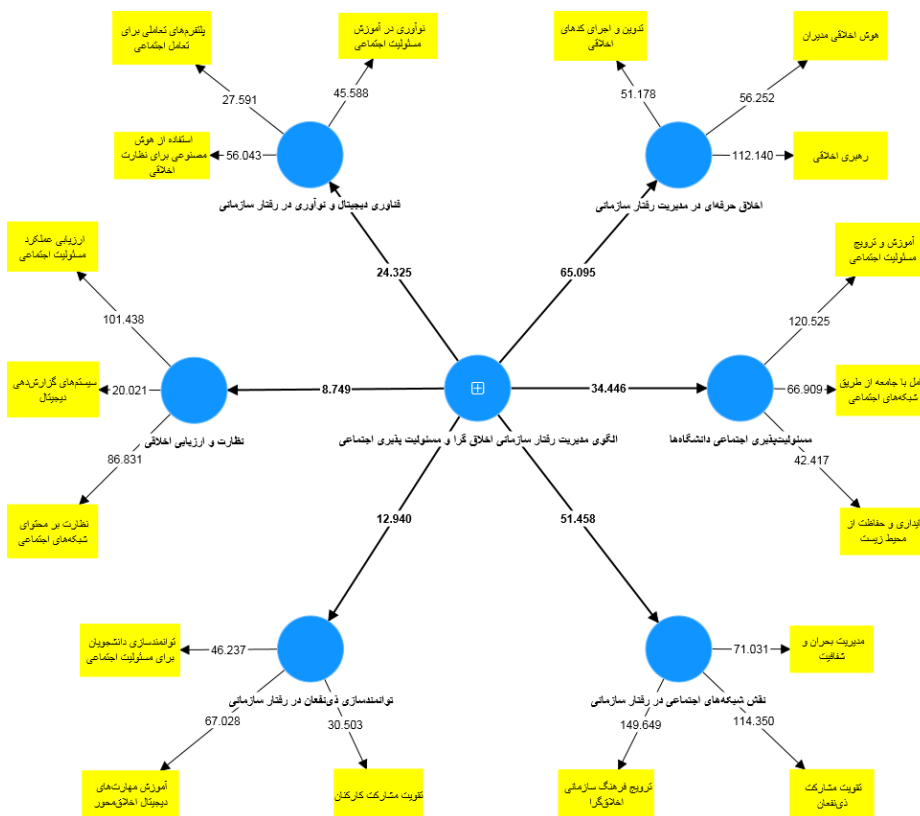 پلتفرم‌های تعاملی برای
تعامل اجتماعی
نوآوری در آموزش
مسئولیت اجتماعی
تدوین و اجرای کدهای
اخلاقی
هوش اخلاقی مدیران
27.591
45.588
51.178
56.252
استفاده از هوش
مصنوعی برای نظارت
اخلاقی
56.043
112.140
رهبری اخلاقی
فناوری دیجیتال و نوآوری در رفتار سازمانی
اخلاق حرفه‌ای در مدیریت رفتار سازمانی
ارزیابی عملکرد
مسئولیت اجتماعی
آموزش و ترویج
مسئولیت اجتماعی
24.325
65.095
101.438
120.525
سیستم‌های گزارش‌دهی
دیجیتال
20.021
8.749
34.446
66.909
مل با جامعه از طریق
شبکه‌های اجتماعی
نظارت و ارزیابی اخلاقی
الگوی مدیریت رفتار سازمانی اخلاق گرا و مسئولیت پذیری اجتماعی
مسئولیت‌پذیری اجتماعی دانشگاه‌ها
86.831
42.417
نظارت بر محتوای
شبکه‌های اجتماعی
12.940
51.458
ایداری و حفاظت از
محیط زیست
توانمندسازی دانشجویان
برای مسئولیت اجتماعی
46.237
71.031
مدیریت بحران و
شفافیت
توانمندسازی ذی‌نفعان در رفتار سازمانی
نقش شبکه‌های اجتماعی در رفتار سازمانی
67.028
30.503
149.649
114.350
آموزش مهارت‌های
دیجیتال اخلاق‌محور
تقویت مشارکت کارکنان
ترویج فرهنگ سازمانی
اخلاق‌گرا
تقویت مشارکت
ذی‌نفعان